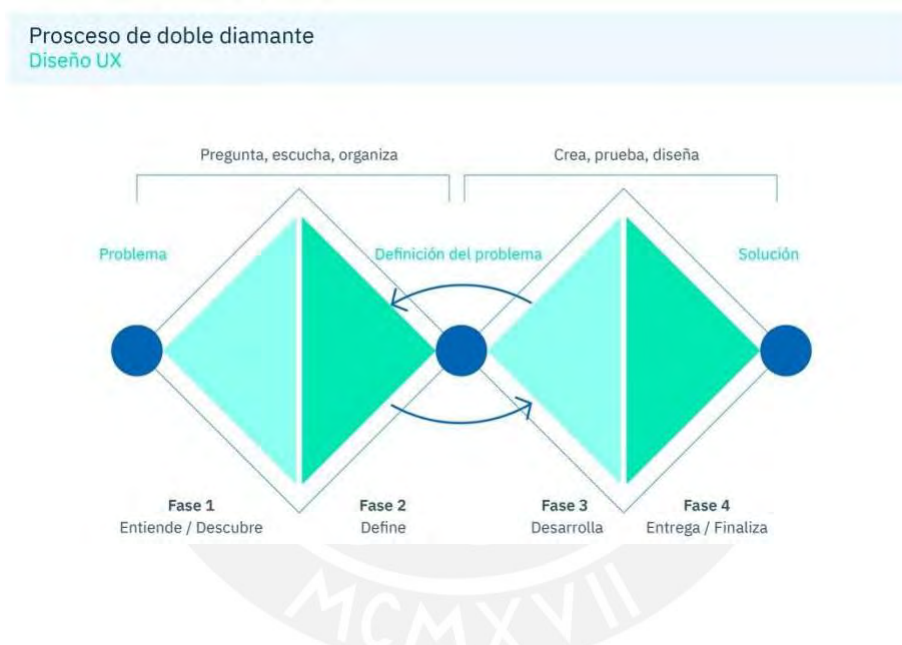 Prosceso de doble diamante
Diseño UX
Pregunta, escucha, organiza
Crea, prueba, diseña
Problema
Definición del problema
Solución
Fase 1
Entiende / Descubre
Fase 2
Define
Fase 3
Desarrolla
Fase 4
Entrega / Finaliza
MCMXVII